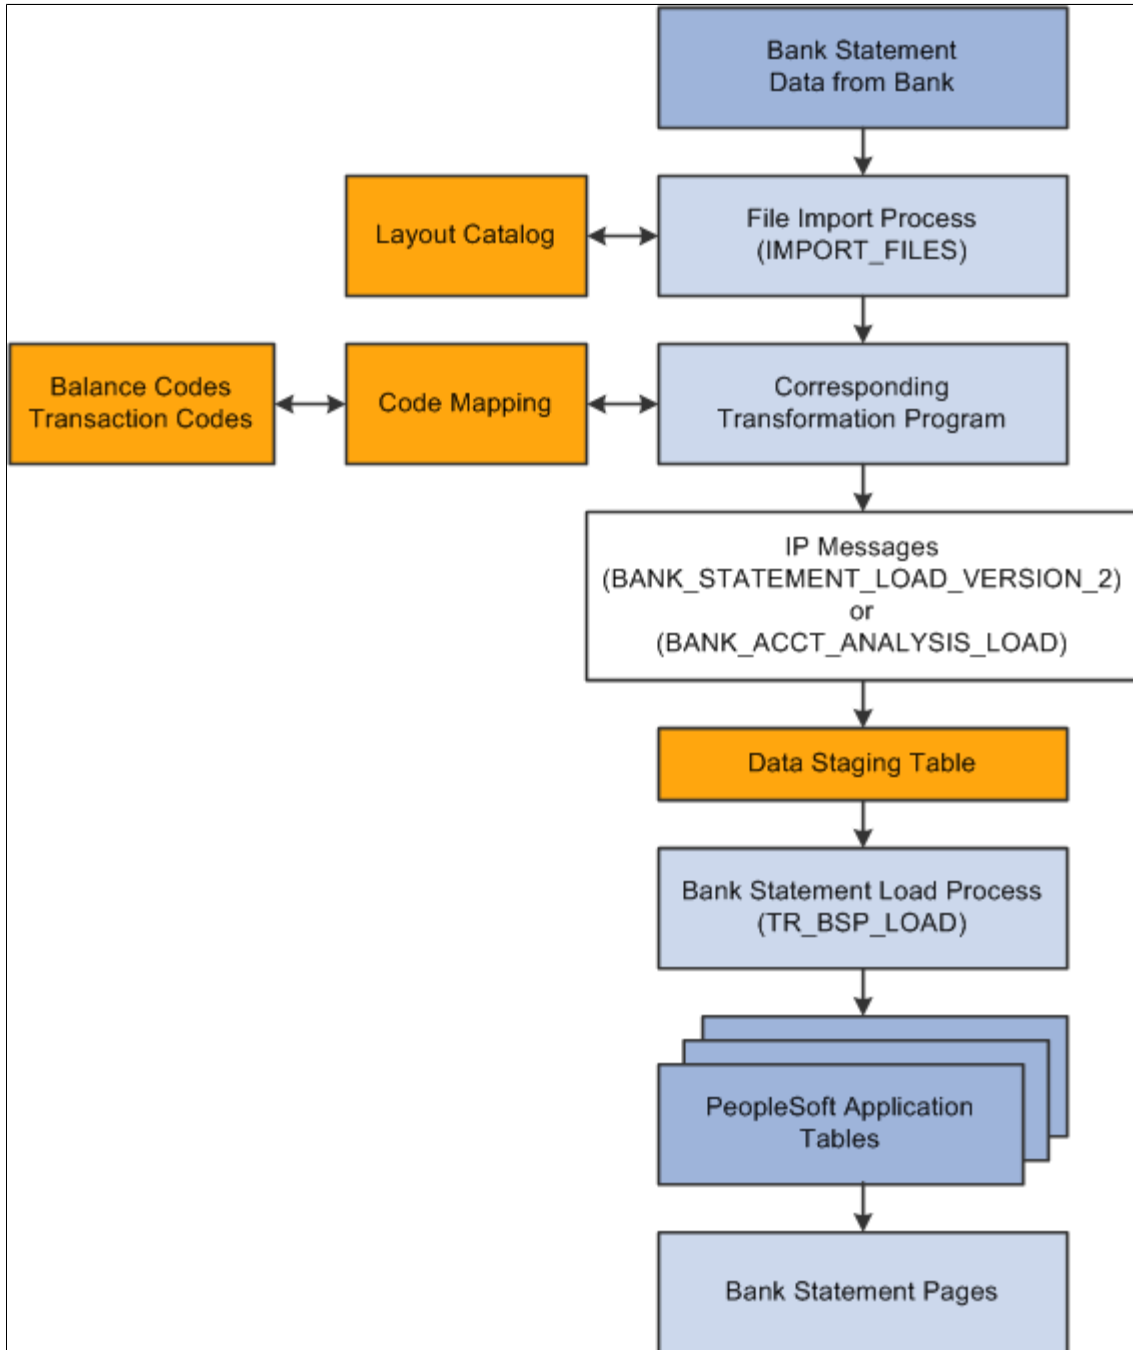 Bank Statement
Data from Bank
Layout Catalog
File Import Process
(IMPORT_FILES)
Balance Codes
Transaction Codes
Code Mapping
Corresponding
Transformation Program
IP Messages
(BANK_STATEMENT_LOAD_VERSION_2)
or
(BANK_ACCT_ANALYSIS_LOAD)
Data Staging Table
Bank Statement Load Process
(TR_BSP_LOAD)
PeopleSoft Application
Tables
Bank Statement Pages